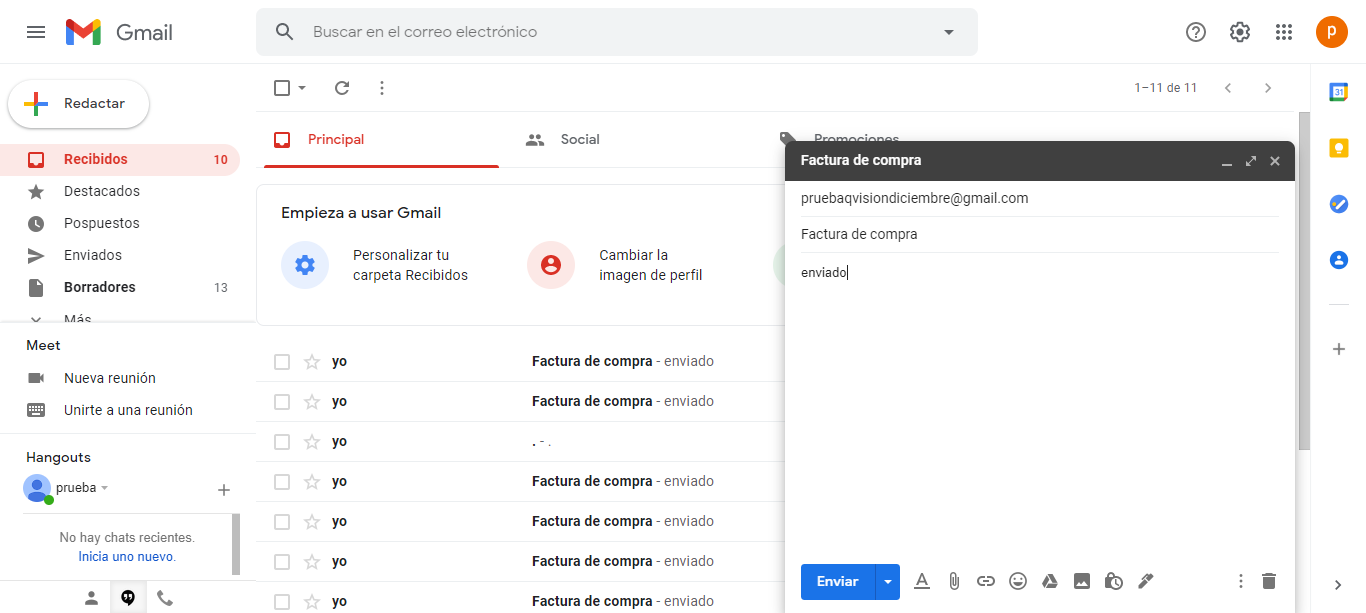 Gmail
Buscar en el correo electrónico
p
Redactar
1–11 de 11
31
Recibidos 10
Destacados
Pospuestos
Enviados
Borradores 13
Más
Meet
Nueva reunión
Unirte a una reunión
Hangouts
prueba
No hay chats recientes.
Inicia uno nuevo.
Principal
Social
Promociones
Empieza a usar Gmail
Personalizar tu
carpeta Recibidos
Cambiar la
imagen de perfil
yo Factura de compra - enviado
yo Factura de compra - enviado
yo . - .
yo Factura de compra - enviado
yo Factura de compra - enviado
yo Factura de compra - enviado
yo Factura de compra - enviado
Factura de compra
pruebaqvisiondiciembre@gmail.com
Factura de compra
enviado
Enviar